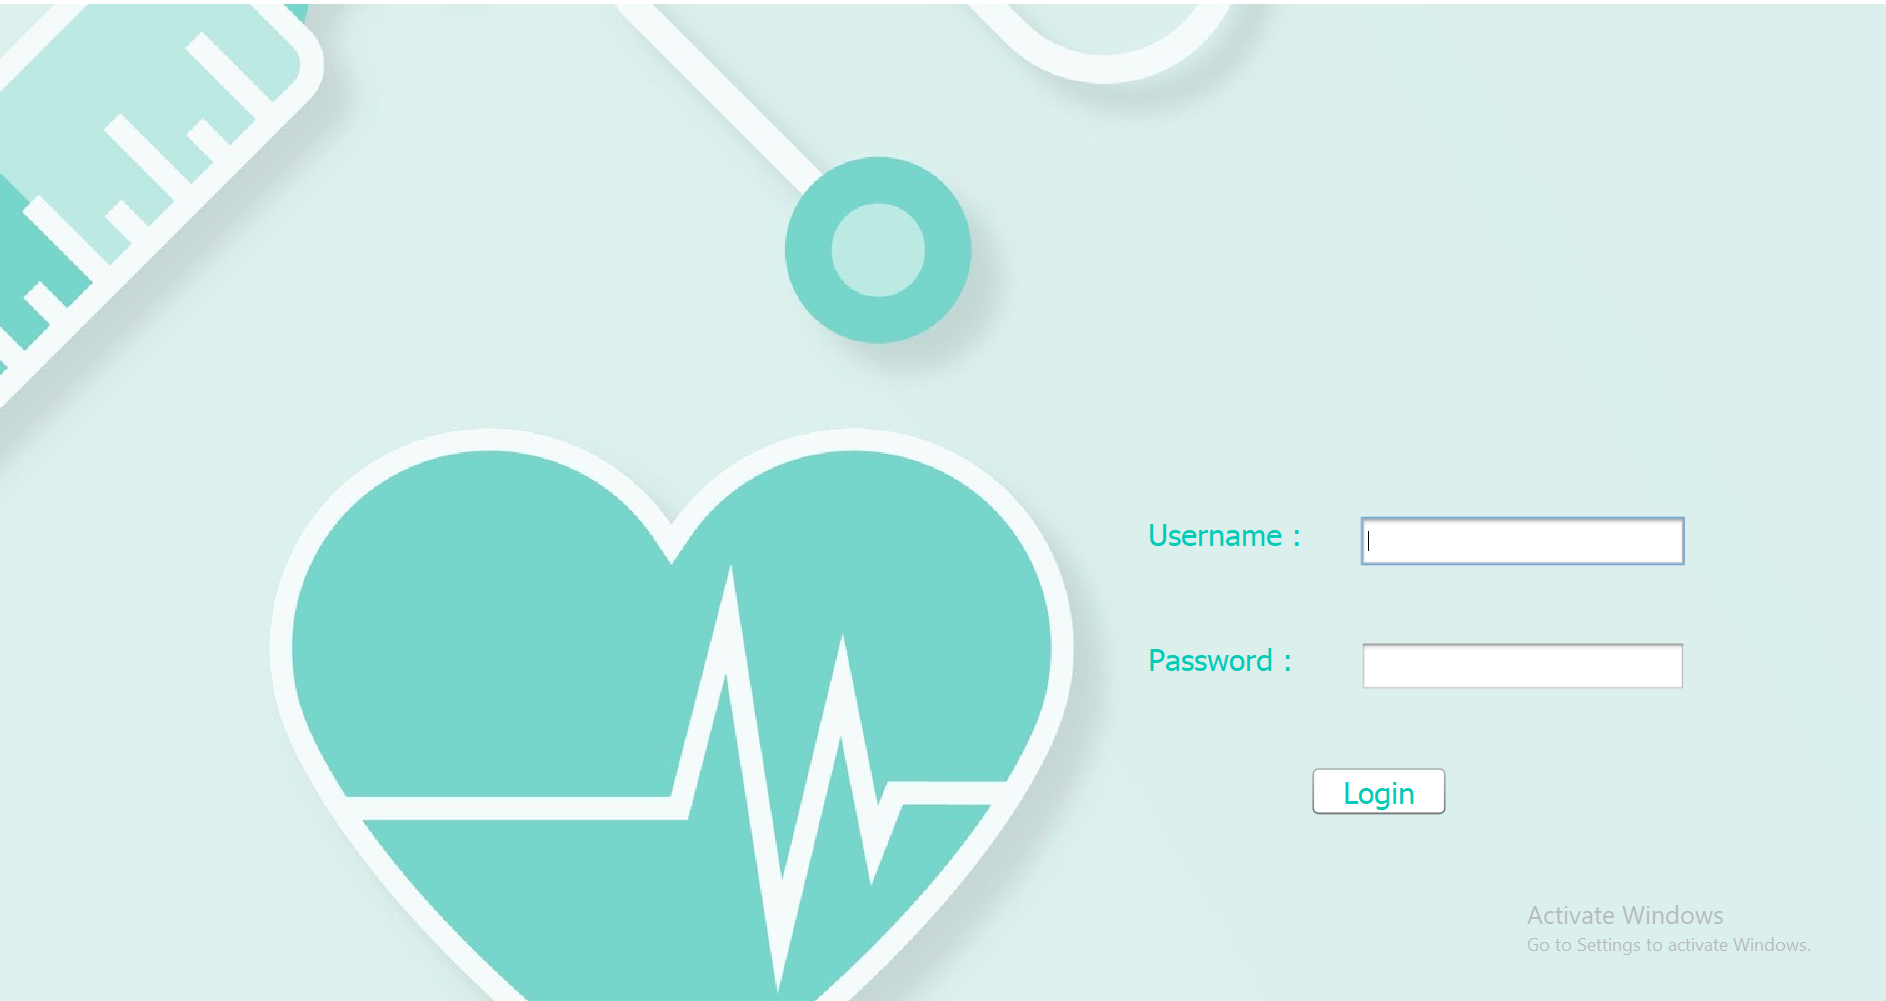 Username :
Password :
Login
Activate Windows
Go to Settings to activate Windows.